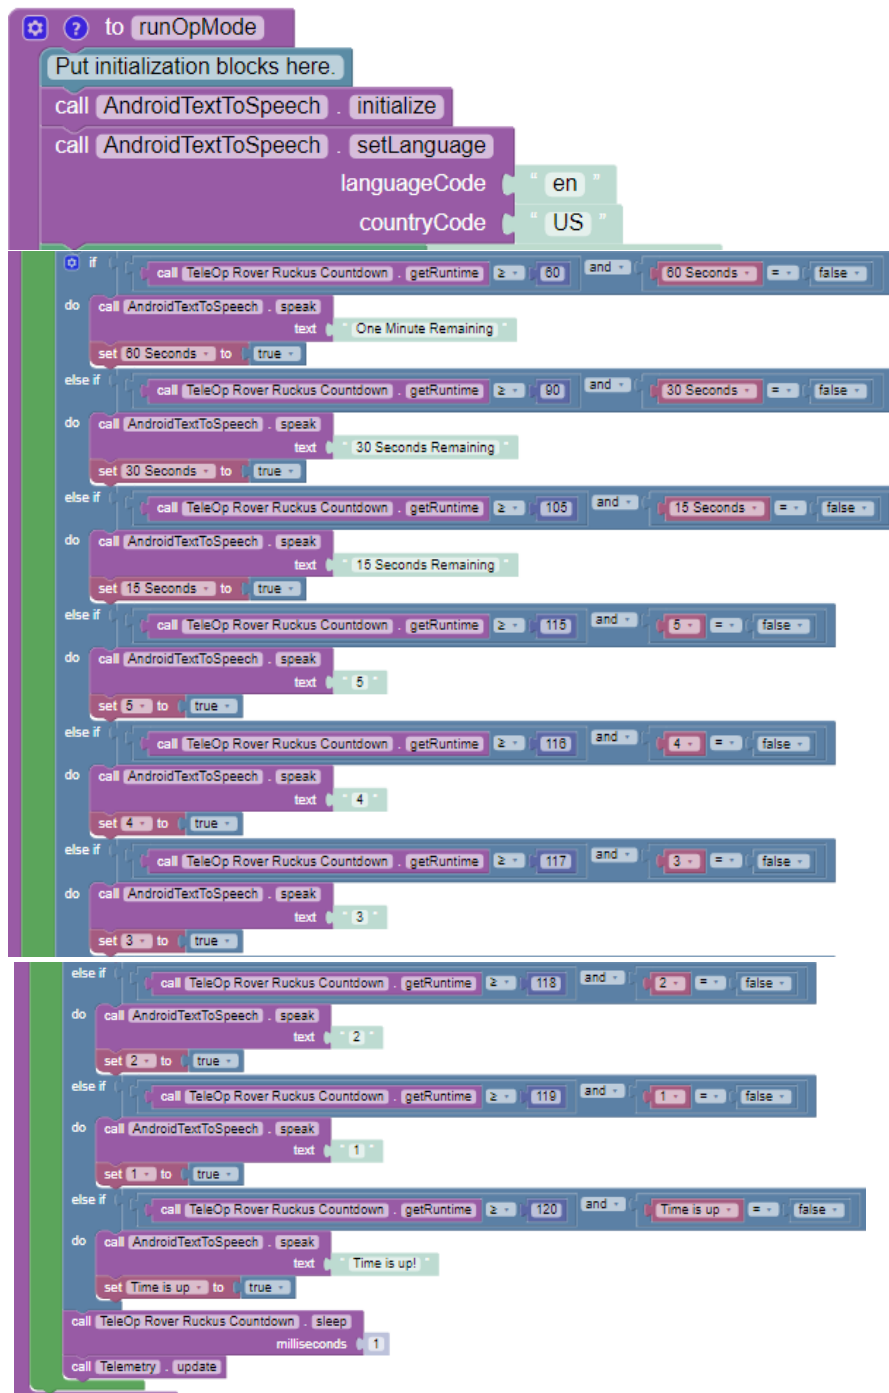 to runOpMode
Put initialization blocks here.
call AndroidTextToSpeech . initialize
call AndroidTextToSpeech . setLanguage
languageCode " en "
countryCode " US "
if call TeleOp Rover Ruckus Countdown . getRuntime ≥ 60 and 60 Seconds = false
do call AndroidTextToSpeech . speak
text " One Minute Remaining "
set 60 Seconds to true
else if call TeleOp Rover Ruckus Countdown . getRuntime ≥ 90 and 30 Seconds = false
do call AndroidTextToSpeech . speak
text " 30 Seconds Remaining "
set 30 Seconds to true
else if call TeleOp Rover Ruckus Countdown . getRuntime ≥ 105 and 15 Seconds = false
do call AndroidTextToSpeech . speak
text " 15 Seconds Remaining "
set 15 Seconds to true
else if call TeleOp Rover Ruckus Countdown . getRuntime ≥ 115 and 5 = false
do call AndroidTextToSpeech . speak
text " 5 "
set 5 to true
else if call TeleOp Rover Ruckus Countdown . getRuntime ≥ 116 and 4 = false
do call AndroidTextToSpeech . speak
text " 4 "
set 4 to true
else if call TeleOp Rover Ruckus Countdown . getRuntime ≥ 117 and 3 = false
do call AndroidTextToSpeech . speak
text " 3 "
set 3 to true
else if call TeleOp Rover Ruckus Countdown . getRuntime ≥ 118 and 2 = false
do call AndroidTextToSpeech . speak
text " 2 "
set 2 to true
else if call TeleOp Rover Ruckus Countdown . getRuntime ≥ 119 and 1 = false
do call AndroidTextToSpeech . speak
text " 1 "
set 1 to true
else if call TeleOp Rover Ruckus Countdown . getRuntime ≥ 120 and Time is up = false
do call AndroidTextToSpeech . speak
text " Time is up! "
set Time is up to true
call TeleOp Rover Ruckus Countdown . sleep
milliseconds 1
call Telemetry . update